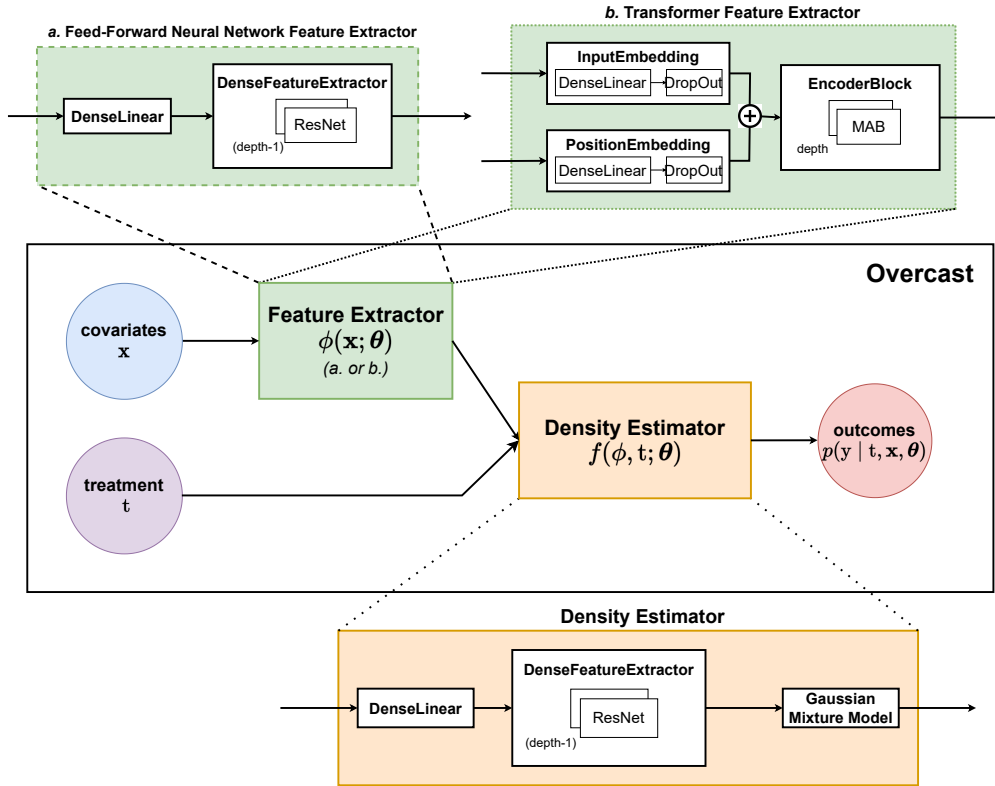 a. Feed-Forward Neural Network Feature Extractor
DenseLinear
DenseFeatureExtractor
ResNet
(depth-1)
b. Transformer Feature Extractor
InputEmbedding
DenseLinear
DropOut
PositionEmbedding
DenseLinear
DropOut
+
EncoderBlock
MAB
depth
Overcast
covariates
x
Feature Extractor
ϕ(x; θ)
(a. or b.)
treatment
t
Density Estimator
f(ϕ, t; θ)
outcomes
p(y | t, x, θ)
Density Estimator
DenseLinear
DenseFeatureExtractor
ResNet
(depth-1)
Gaussian
Mixture Model